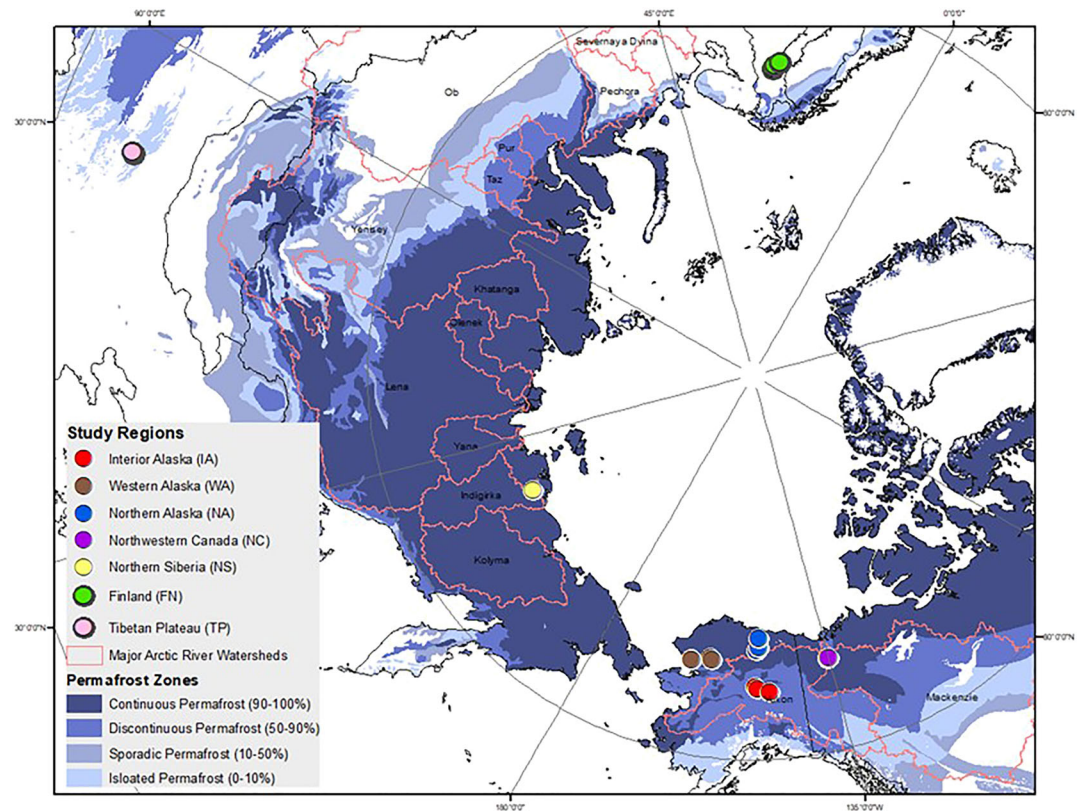 90°0'0"E
45°0'0"E
0°0'0"
Severnaya Dvina
Ob
Pechora
30°0'0"N
60°0'0"N
Pur
Taz
Yenisey
Khatanga
Olenek
Lena
Yana
Indigirka
Kolyma
Study Regions
Interior Alaska (IA)
Western Alaska (WA)
Northern Alaska (NA)
Northwestern Canada (NC)
Northern Siberia (NS)
Finland (FN)
Tibetan Plateau (TP)
Major Arctic River Watersheds
Permafrost Zones
Continuous Permafrost (90-100%)
Discontinuous Permafrost (50-90%)
Sporadic Permafrost (10-50%)
Isloated Permafrost (0-10%)
30°0'0"N
60°0'0"N
Mackenzie
180°0'0"
135°0'0"W